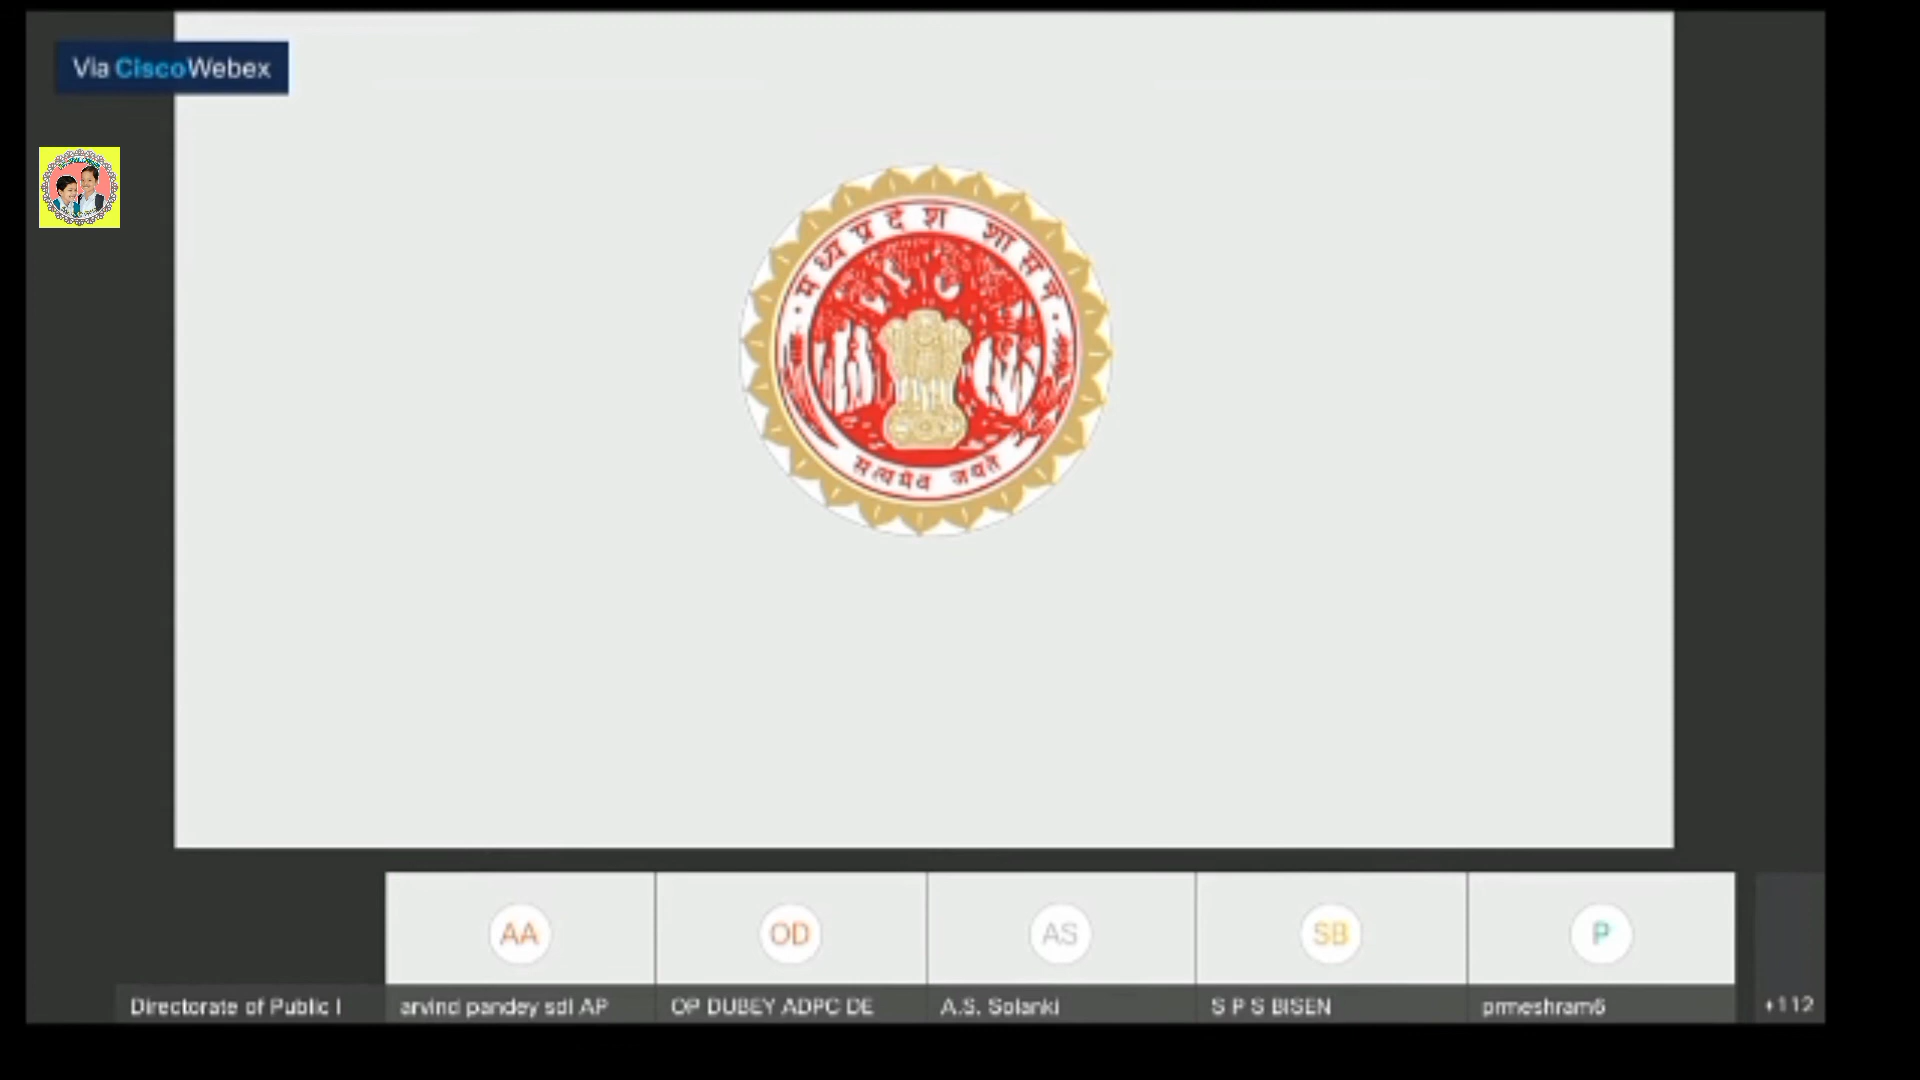 Via CiscoWebex
मध्यप्रदेश शासन
सत्यमेव जयते
AA
OD
AS
SB
P
Directorate of Public I
arvind pandey sdl AP
OP DUBEY ADPC DE
A.S. Solanki
S P S BISEN
prmeshram6
+112